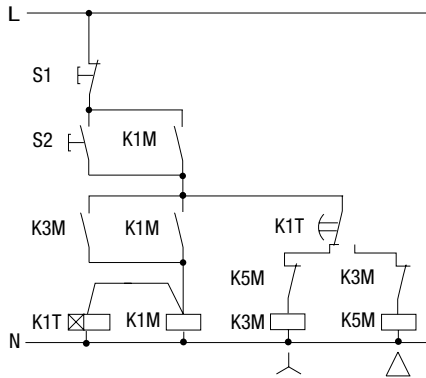 L
S1
S2 K1M
K3M K1M K1T
K5M K3M
K1T K1M K3M K5M
N